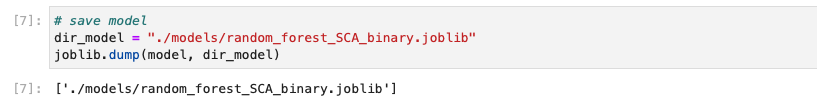 [7]: # save model
dir_model = "./models/random_forest_SCA_binary.joblib"
joblib.dump(model, dir_model)
[7]: ['./models/random_forest_SCA_binary.joblib']